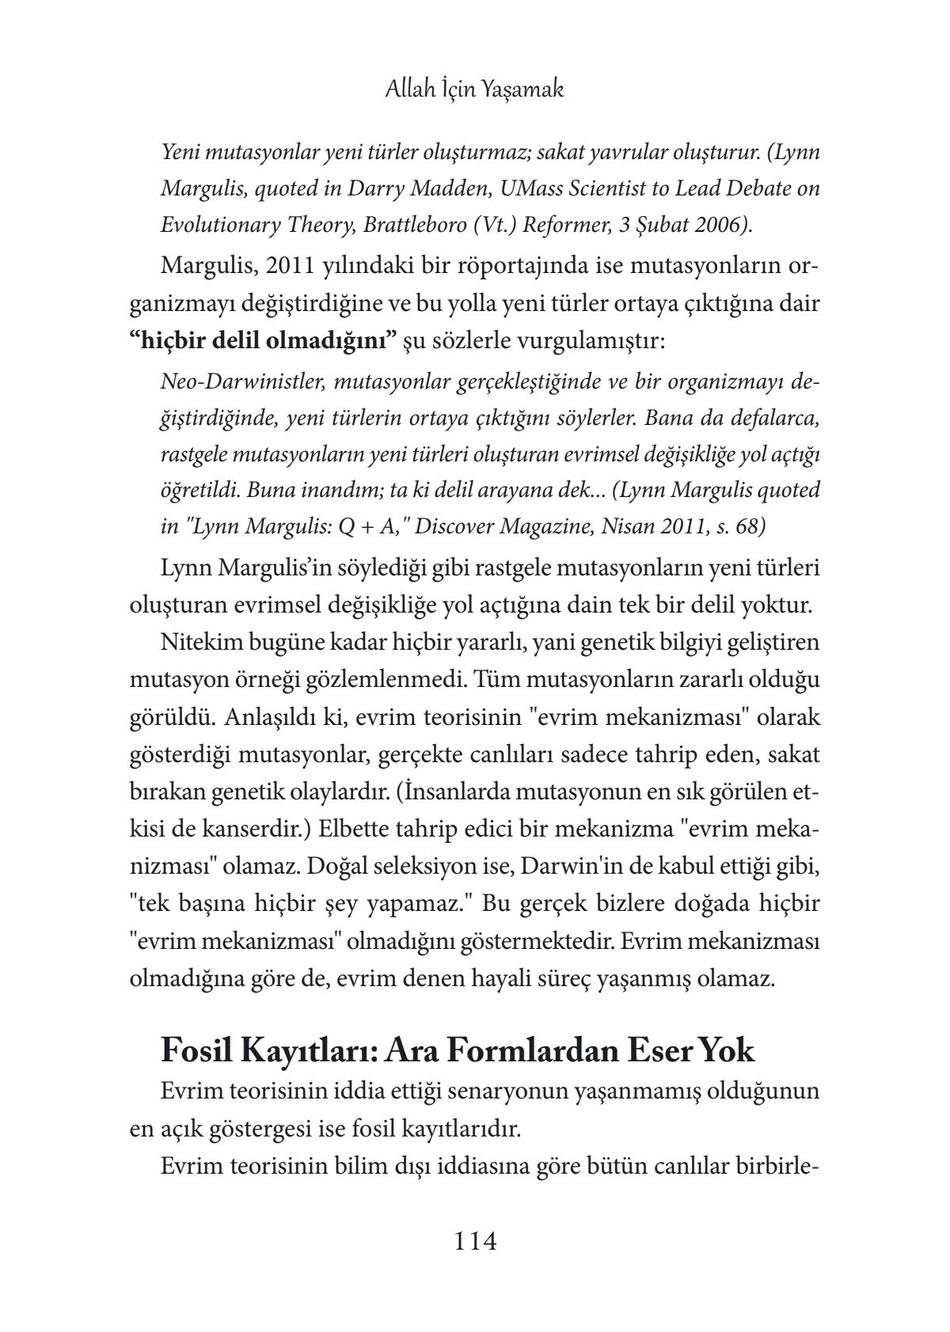 Allah İçin Yaşamak
Yeni mutasyonlar yeni türler oluşturmaz; sakat yavrular oluşturur. (Lynn
Margulis, quoted in Darry Madden, UMass Scientist to Lead Debate on
Evolutionary Theory, Brattleboro (Vt.) Reformer, 3 Şubat 2006).
Margulis, 2011 yılındaki bir röportajında ise mutasyonların or-
ganizmayı değiştirdiğine ve bu yolla yeni türler ortaya çıktığına dair
“hiçbir delil olmadığını” şu sözlerle vurgulamıştır:
Neo-Darwinistler, mutasyonlar gerçekleştiğinde ve bir organizmayı de-
ğiştirdiğinde, yeni türlerin ortaya çıktığını söylerler. Bana da defalarca,
rastgele mutasyonların yeni türleri oluşturan evrimsel değişikliğe yol açtığı
öğretildi. Buna inandım; ta ki delil arayana dek... (Lynn Margulis quoted
in "Lynn Margulis: Q + A," Discover Magazine, Nisan 2011, s. 68)
Lynn Margulis’in söylediği gibi rastgele mutasyonların yeni türleri
oluşturan evrimsel değişikliğe yol açtığına dain tek bir delil yoktur.
Nitekim bugüne kadar hiçbir yararlı, yani genetik bilgiyi geliştiren
mutasyon örneği gözlemlenmedi. Tüm mutasyonların zararlı olduğu
görüldü. Anlaşıldı ki, evrim teorisinin "evrim mekanizması" olarak
gösterdiği mutasyonlar, gerçekte canlıları sadece tahrip eden, sakat
bırakan genetik olaylardır. (İnsanlarda mutasyonun en sık görülen et-
kisi de kanserdir.) Elbette tahrip edici bir mekanizma "evrim meka-
nizması" olamaz. Doğal seleksiyon ise, Darwin'in de kabul ettiği gibi,
"tek başına hiçbir şey yapamaz." Bu gerçek bizlere doğada hiçbir
"evrim mekanizması" olmadığını göstermektedir. Evrim mekanizması
olmadığına göre de, evrim denen hayali süreç yaşanmış olamaz.
Fosil Kayıtları: Ara Formlardan Eser Yok
Evrim teorisinin iddia ettiği senaryonun yaşanmamış olduğunun
en açık göstergesi ise fosil kayıtlarıdır.
Evrim teorisinin bilim dışı iddiasına göre bütün canlılar birbirle-
114